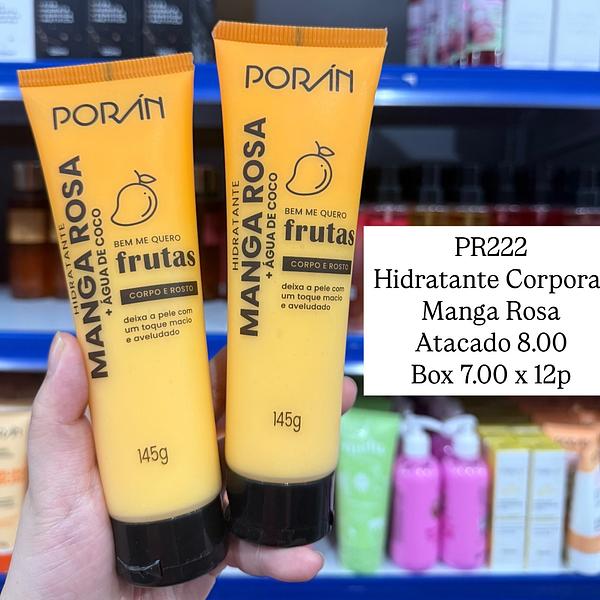 PORÁN
HIDRATANTE
MANGA ROSA
+ ÁGUA DE COCO
BEM ME QUERO
frutas
CORPO E ROSTO
deixa a pele com
um toque macio
e aveludado
145g
PORÁN
HIDRATANTE
MANGA ROSA
+ ÁGUA DE COCO
BEM ME QUERO
frutas
CORPO E ROSTO
deixa a pele com
um toque macio
e aveludado
145g
PR222
Hidratante Corpora
Manga Rosa
Atacado 8.00
Box 7.00 x 12p
PORÁN